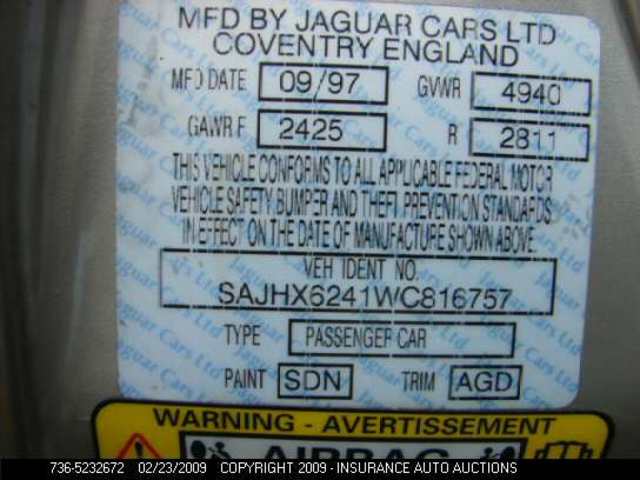 MFD BY JAGUAR CARS LTD
COVENTRY ENGLAND
MFD DATE 09/97 GVWR 4940
GAWR F 2425 R 2811
THIS VEHICLE CONFORMS TO ALL APPLICABLE FEDERAL MOTOR
VEHICLE SAFETY BUMPER AND THEFT PREVENTION STANDARDS
IN EFFECT ON THE DATE OF MANUFACTURE SHOWN ABOVE.
VEH IDENT NO.
SAJHX6241WC816757
TYPE PASSENGER CAR
PAINT SDN TRIM AGD
WARNING - AVERTISSEMENT
AIRBAG
736-5232672 02/23/2009 COPYRIGHT 2009 - INSURANCE AUTO AUCTIONS